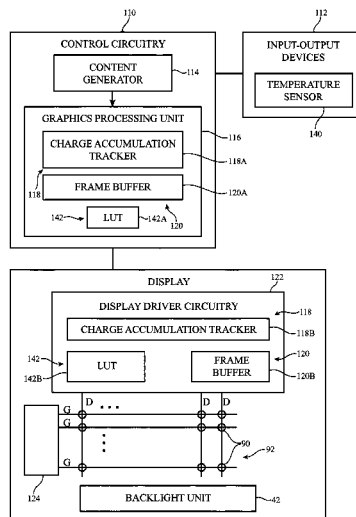 110
CONTROL CIRCUITRY
CONTENT
GENERATOR
114
GRAPHICS PROCESSING UNIT
116
CHARGE ACCUMULATION
TRACKER
118
118A
FRAME BUFFER
120A
142
LUT
142A
120
112
INPUT-OUTPUT
DEVICES
TEMPERATURE
SENSOR
140
DISPLAY
122
DISPLAY DRIVER CIRCUITRY
118
CHARGE ACCUMULATION TRACKER
118B
142
LUT
142B
FRAME
BUFFER
120
120B
D
D
D
G
G
G
90
92
124
BACKLIGHT UNIT
42